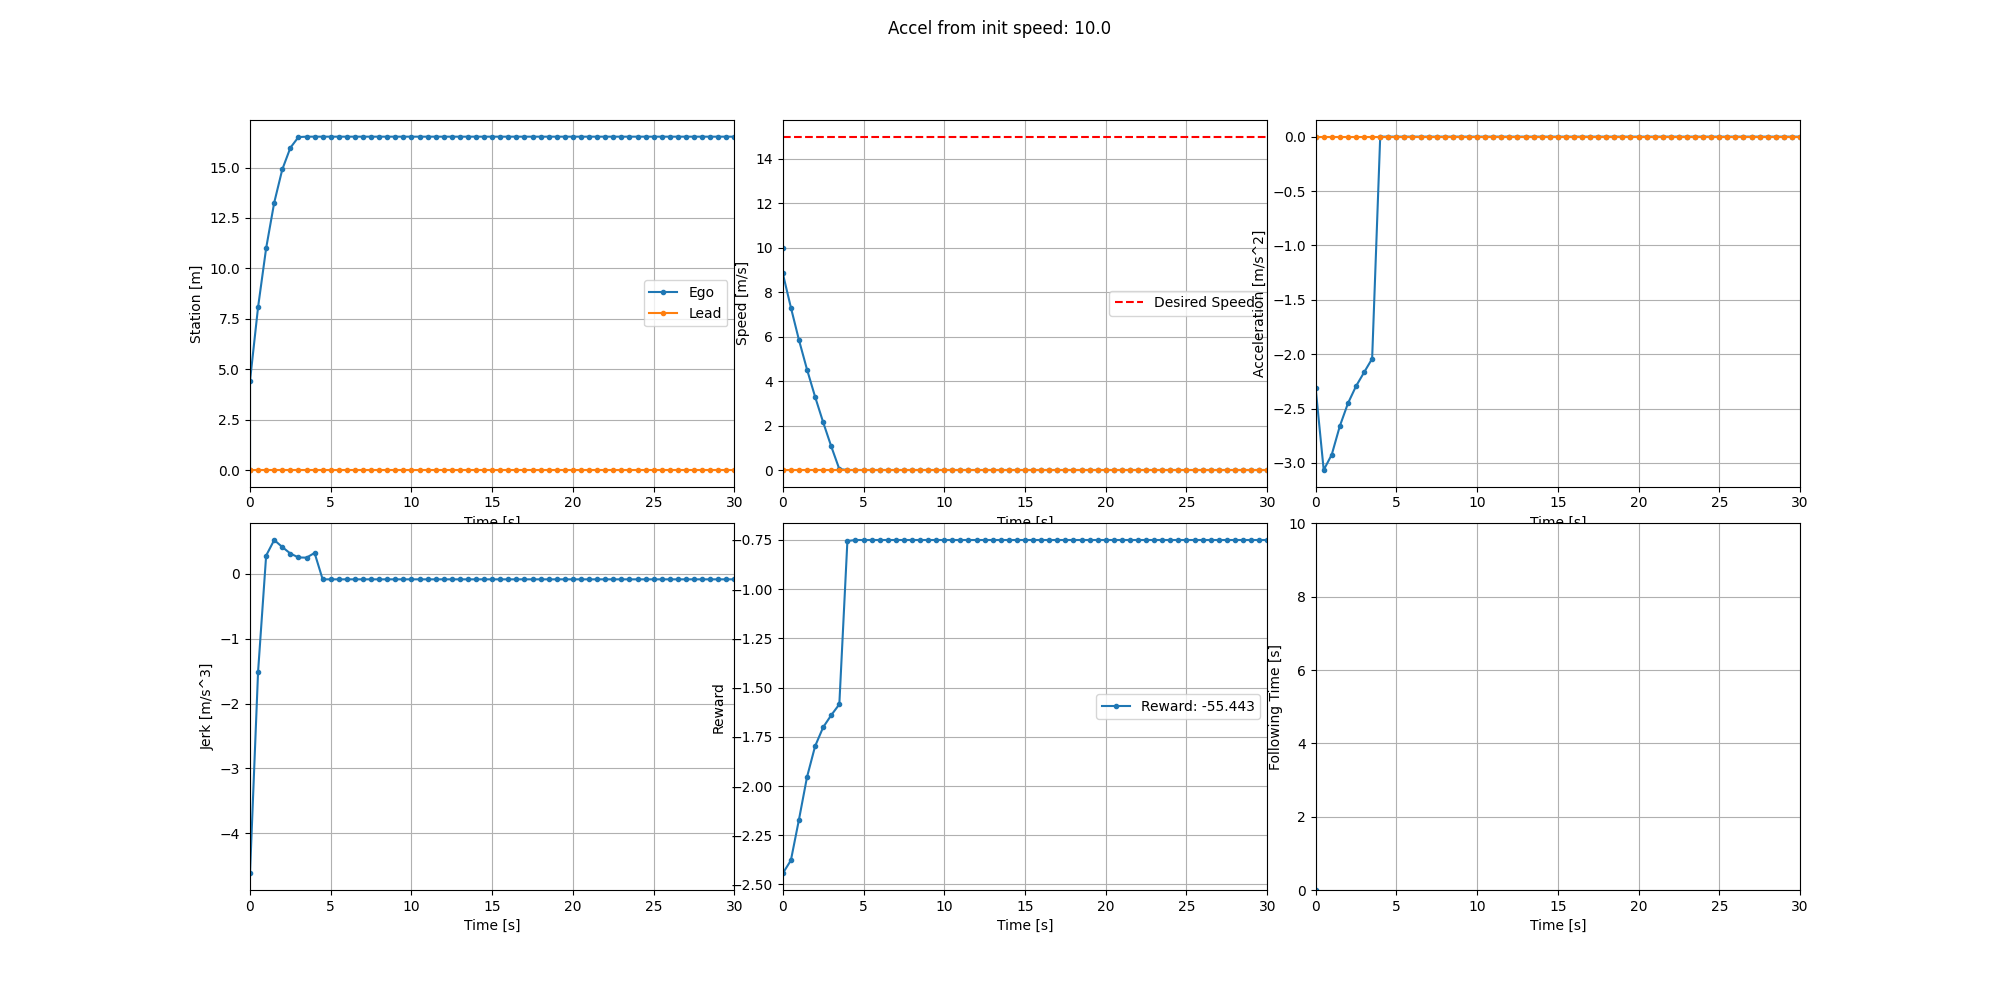 Accel from init speed: 10.0
Station [m]
15.0
12.5
10.0
7.5
5.0
2.5
0.0
0 5 10 15 20 25 30
Time [s]
Ego
Lead
Speed [m/s]
14
12
10
8
6
4
2
0
0 5 10 15 20 25 30
Time [s]
Desired Speed
Acceleration [m/s^2]
0.0
−0.5
−1.0
−1.5
−2.0
−2.5
−3.0
0 5 10 15 20 25 30
Time [s]
Jerk [m/s^3]
0
−1
−2
−3
−4
0 5 10 15 20 25 30
Time [s]
Reward
−0.75
−1.00
−1.25
−1.50
−1.75
−2.00
−2.25
−2.50
0 5 10 15 20 25 30
Time [s]
Reward: -55.443
Following Time [s]
10
8
6
4
2
0
0 5 10 15 20 25 30
Time [s]